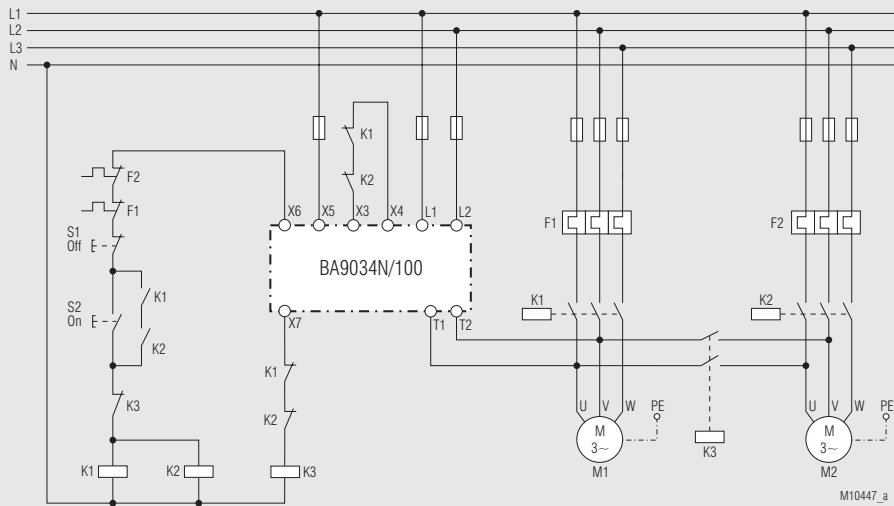 L1
L2
L3
N
K1
K2
F2
F1
S1
Off
S2
On
K1
K2
K3
K1
K2
K3
X6 X5 X3 X4 L1 L2
BA9034N/100
X7 T1 T2
K1
K2
F1
F2
K1
K2
K3
U V W PE
M
3~
M1
U V W PE
M
3~
M2
M10447_a